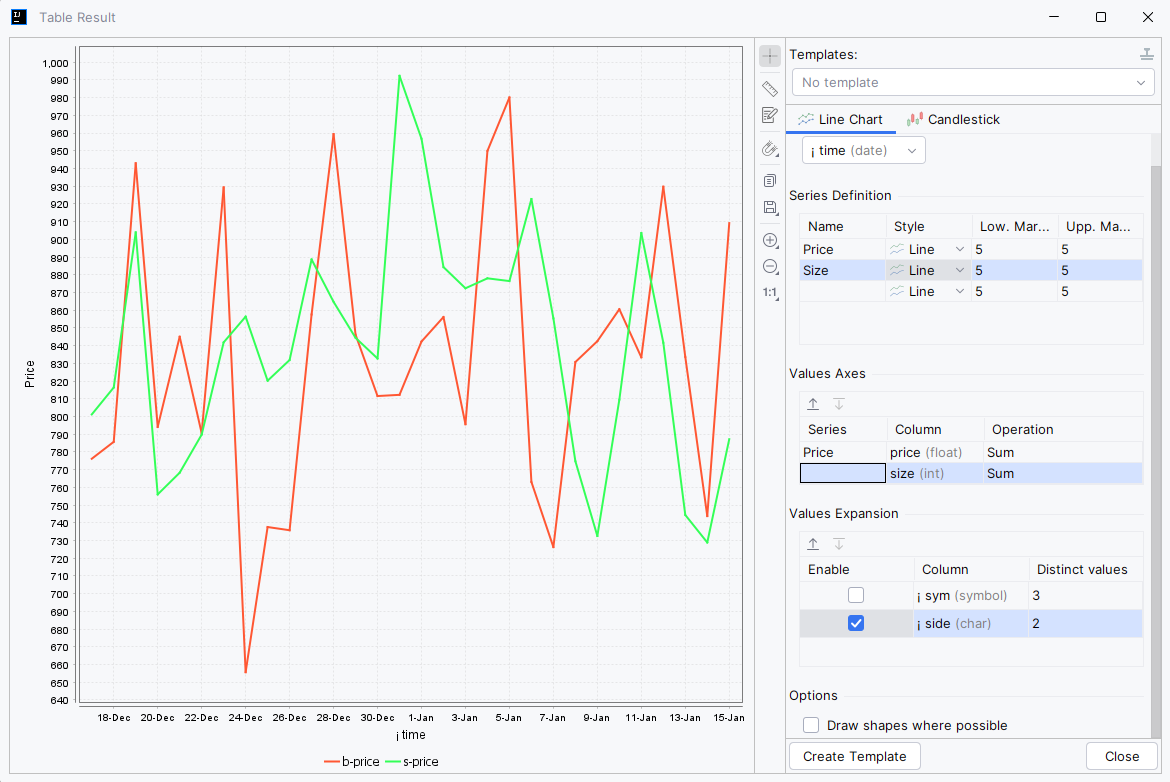 Table Result
1,000
990
980
970
960
950
940
930
920
910
900
890
880
870
860
850
840
830
820
810
800
790
780
770
760
750
740
730
720
710
700
690
680
670
660
650
640
Price
18-Dec 20-Dec 22-Dec 24-Dec 26-Dec 28-Dec 30-Dec 1-Jan 3-Jan 5-Jan 7-Jan 9-Jan 11-Jan 13-Jan 15-Jan
¡ time
b-price s-price
1:1
Templates:
No template
Line Chart Candlestick
¡ time (date)
Series Definition
Name Style Low. Mar... Upp. Ma...
Price Line 5 5
Size Line 5 5
Line 5 5
Values Axes
Series Column Operation
Price price (float) Sum
size (int) Sum
Values Expansion
Enable Column Distinct values
¡ sym (symbol) 3
¡ side (char) 2
Options
Draw shapes where possible
Create Template Close